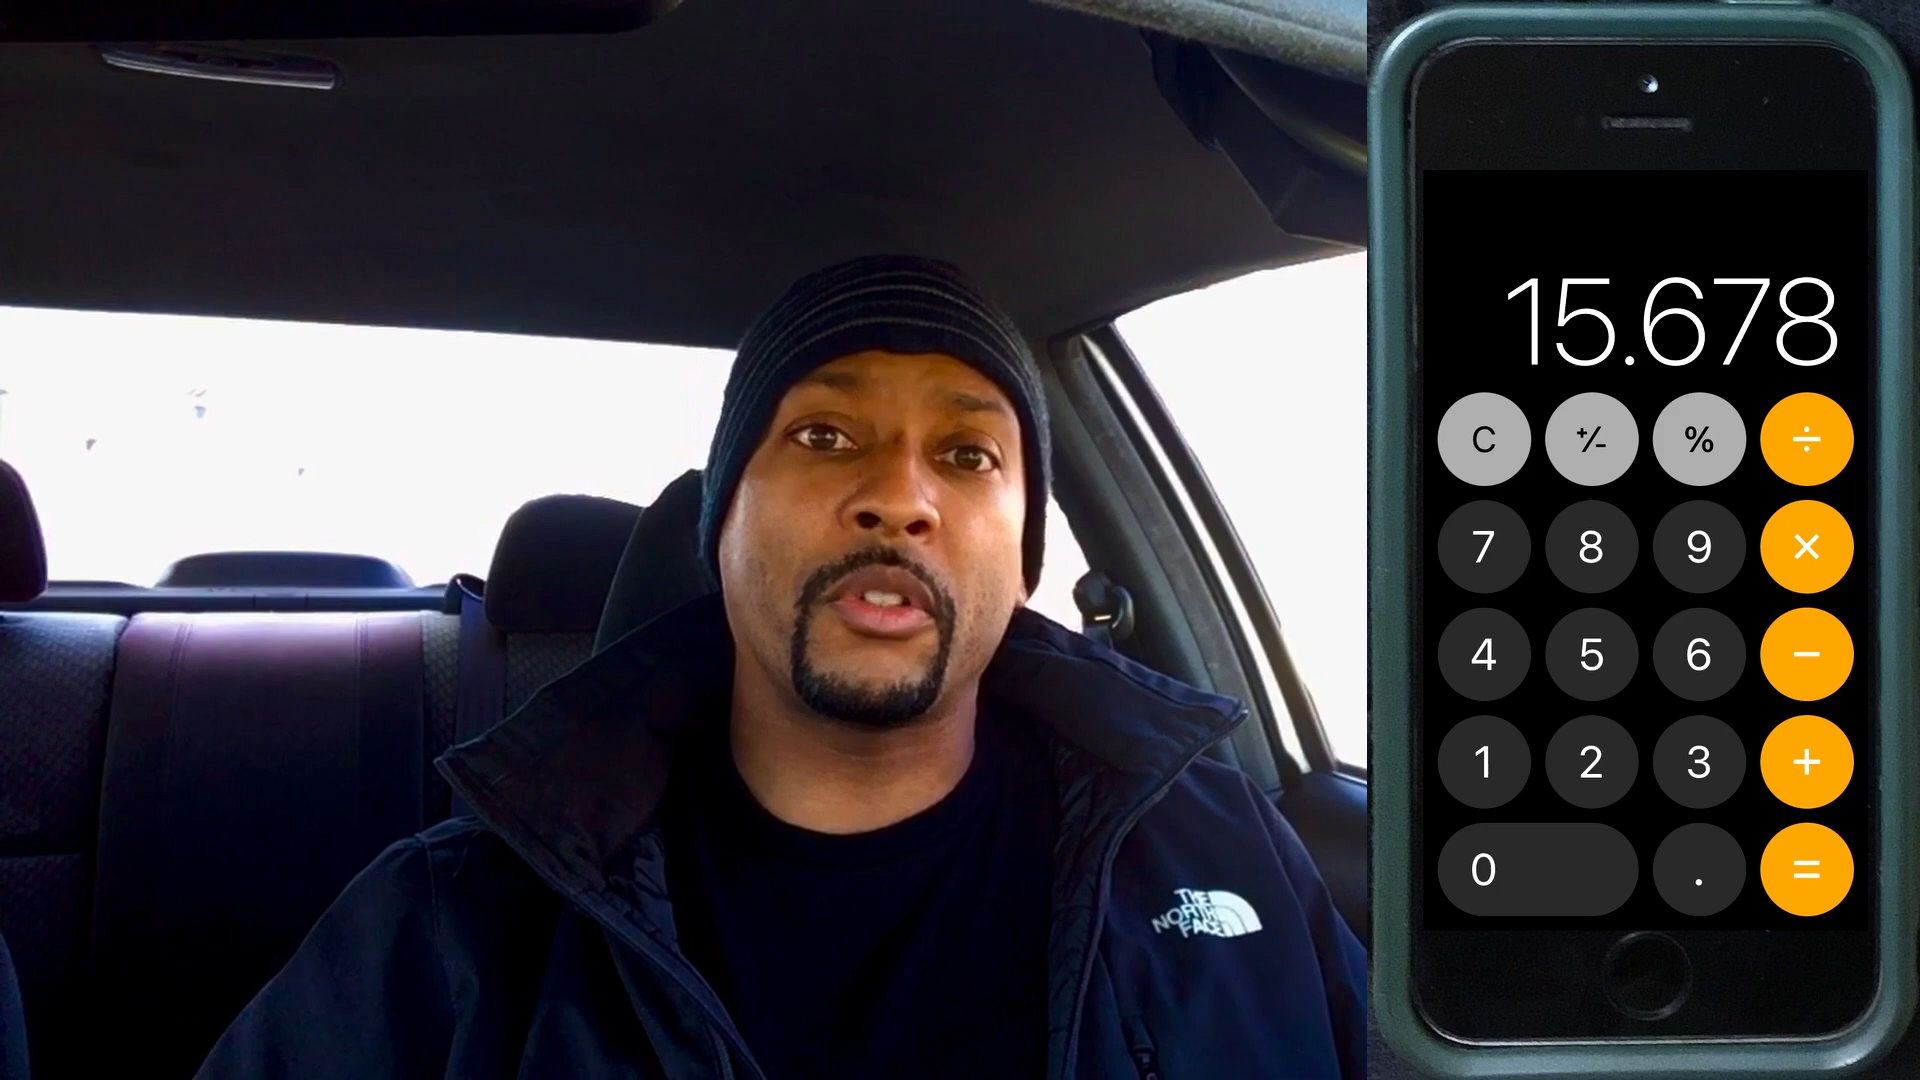 THE
NORTH
FACE
15.678
C +/- % ÷
7 8 9 ×
4 5 6 −
1 2 3 +
0 . =